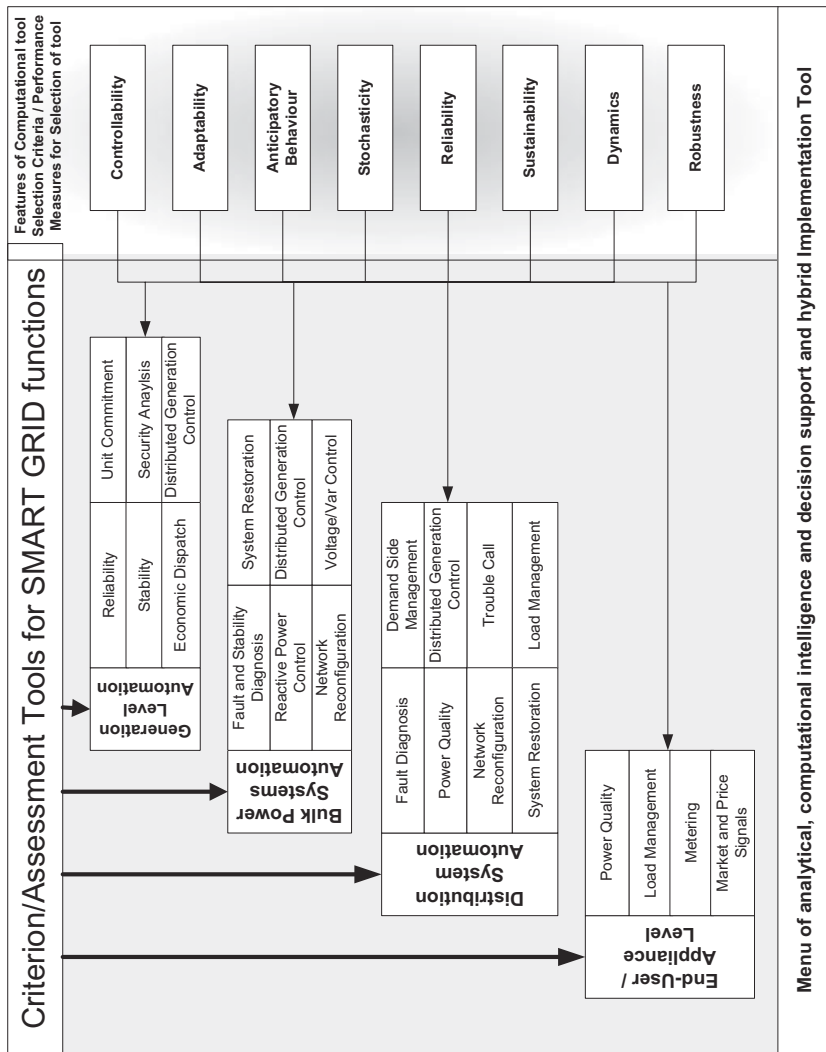 Criterion/Assessment Tools for SMART GRID functions
Features of Computational tool
Selection Criteria / Performance
Measures for Selection of tool
Generation
Level
Automation
Reliability
Unit Commitment
Stability
Security Anaylsis
Economic Dispatch
Distributed Generation
Control
Bulk Power
Systems
Automation
Fault and Stability
Diagnosis
System Restoration
Reactive Power
Control
Distributed Generation
Control
Network
Reconfiguration
Voltage/Var Control
Distribution
System
Automation
Fault Diagnosis
Demand Side
Management
Power Quality
Distributed Generation
Control
Network
Reconfiguration
Trouble Call
System Restoration
Load Management
End-User /
Appliance
Level
Power Quality
Load Management
Metering
Market and Price
Signals
Controllability
Adaptability
Anticipatory
Behaviour
Stochasticity
Reliability
Sustainability
Dynamics
Robustness
Menu of analytical, computational intelligence and decision support and hybrid Implementation Tool